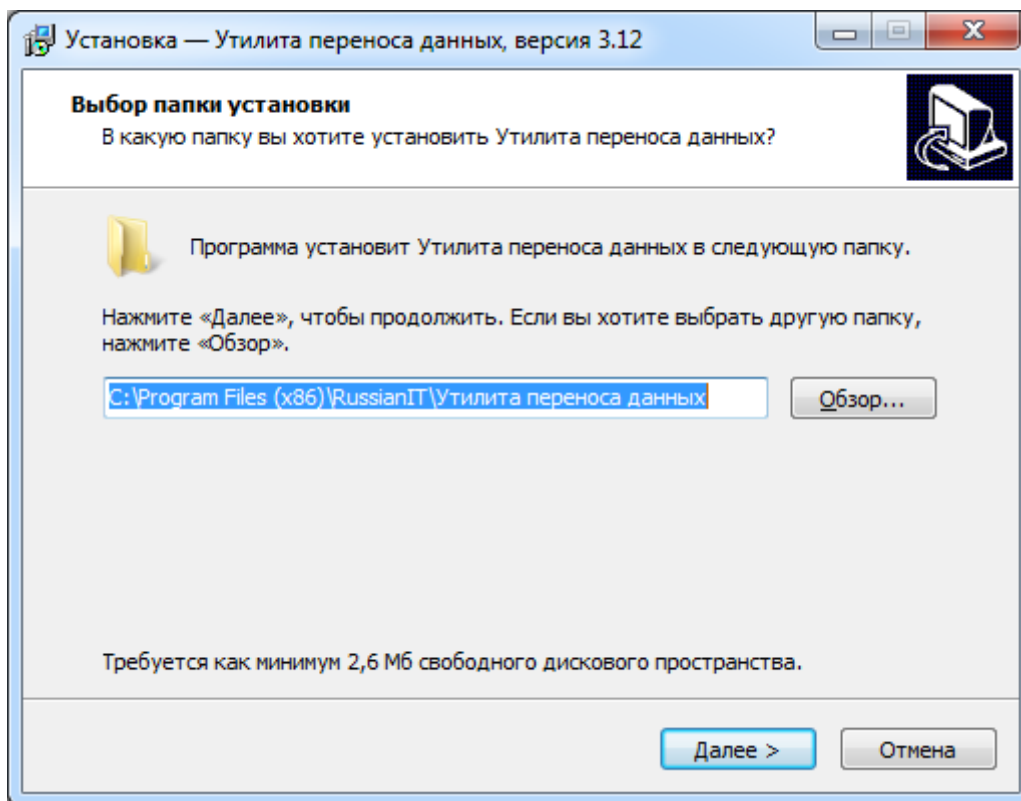 Установка — Утилита переноса данных, версия 3.12
Выбор папки установки
В какую папку вы хотите установить Утилита переноса данных?
Программа установит Утилита переноса данных в следующую папку.
Нажмите «Далее», чтобы продолжить. Если вы хотите выбрать другую папку,
нажмите «Обзор».
C:\Program Files (x86)\RussianIT\Утилита переноса данных
Обзор...
Требуется как минимум 2,6 Мб свободного дискового пространства.
Далее >
Отмена